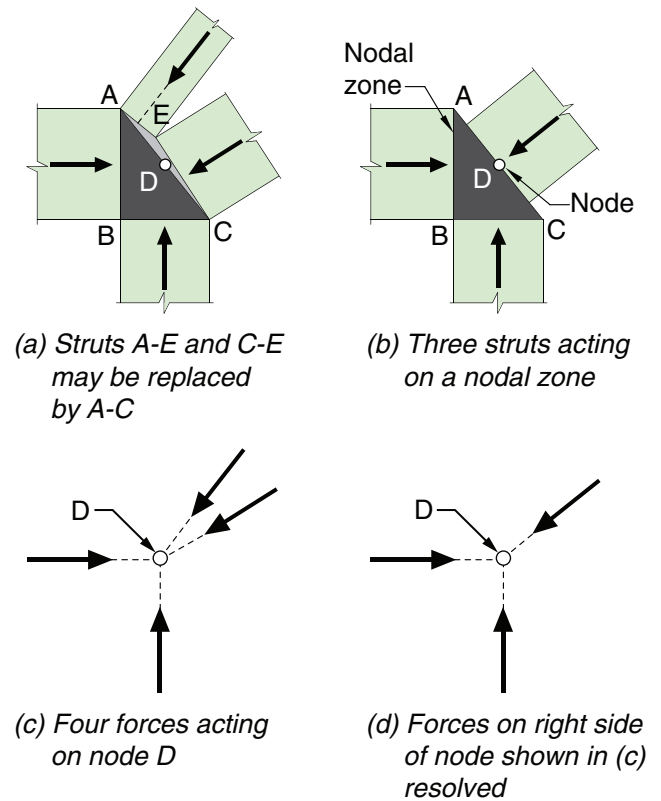 A
E
D
B
C
(a) Struts A-E and C-E
may be replaced
by A-C
Nodal
zone
A
D
Node
B
C
(b) Three struts acting
on a nodal zone
D
(c) Four forces acting
on node D
D
(d) Forces on right side
of node shown in (c)
resolved